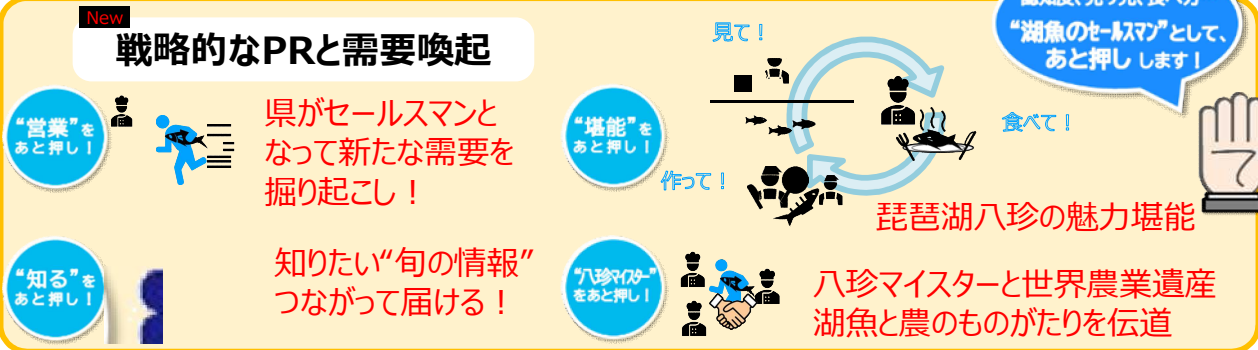 New
戦略的なPRと需要喚起
“湖魚のセールスマン”として、
あと押し します！
“営業”を
あと押し！
県がセールスマンと
なって新たな需要を
掘り起こし！
“堪能”を
あと押し！
見て！
食べて！
作って！
琵琶湖八珍の魅力堪能
“知る”を
あと押し！
知りたい“旬の情報”
つながって届ける！
“八珍マイスター”
をあと押し！
八珍マイスターと世界農業遺産
湖魚と農のものがたりを伝道